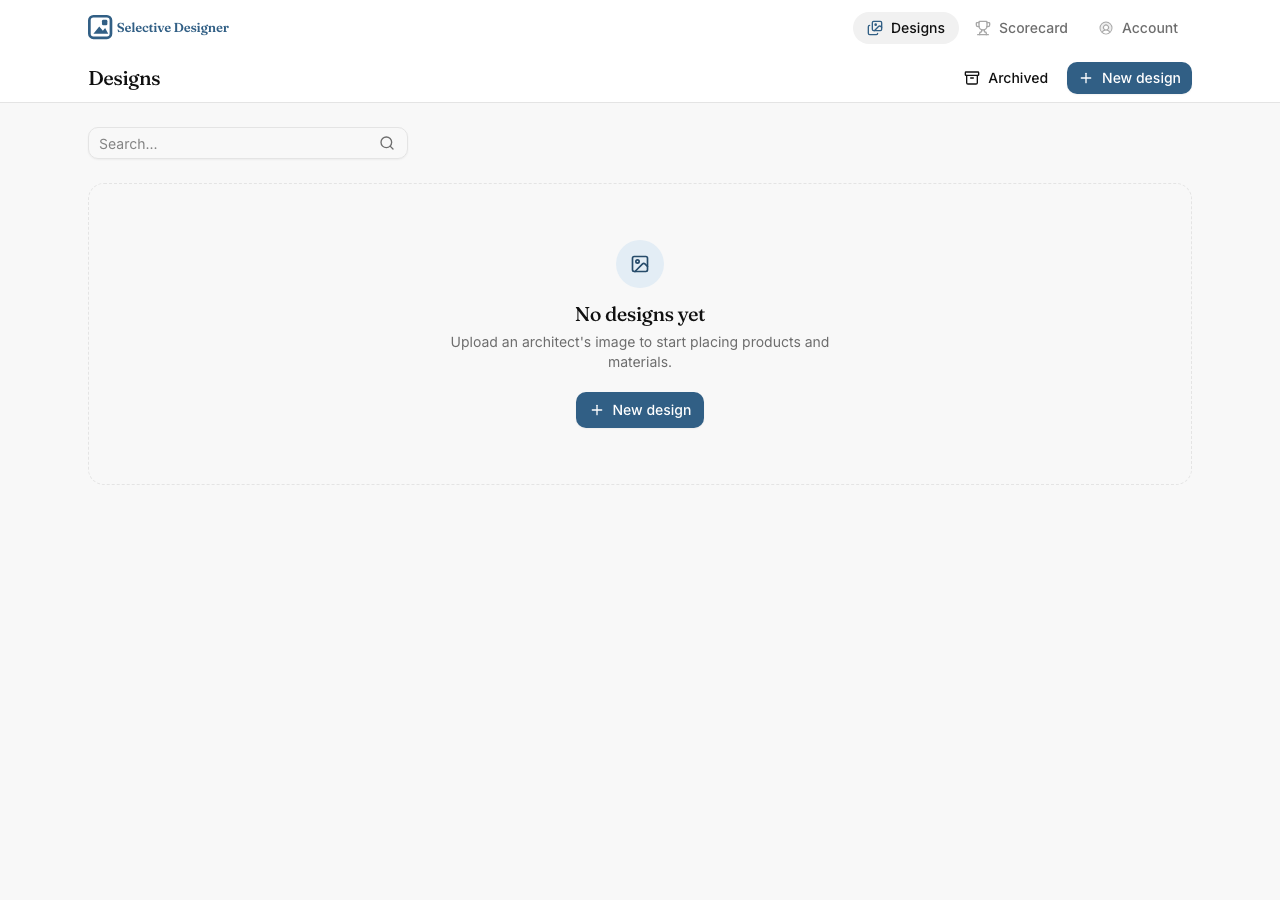 Selective Designer
Designs
Scorecard
Account
Designs
Archived
New design
Search...
No designs yet
Upload an architect's image to start placing products and
materials.
New design